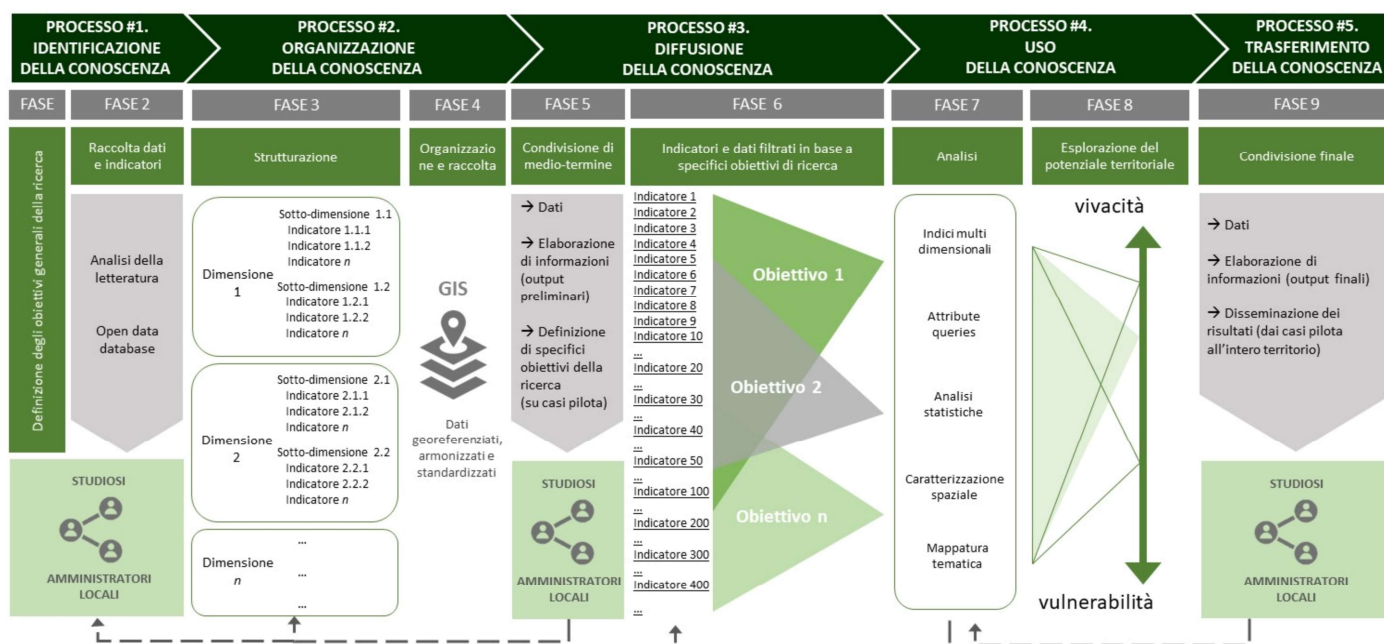 PROCESSO #1.
IDENTIFICAZIONE
DELLA CONOSCENZA
PROCESSO #2.
ORGANIZZAZIONE
DELLA CONOSCENZA
PROCESSO #3.
DIFFUSIONE
DELLA CONOSCENZA
PROCESSO #4.
USO
DELLA CONOSCENZA
PROCESSO #5.
TRASFERIMENTO
DELLA CONOSCENZA
FASE
FASE 2
FASE 3
FASE 4
FASE 5
FASE 6
FASE 7
FASE 8
FASE 9
Definizione degli obiettivi generali della ricerca
Raccolta dati
e indicatori
Strutturazione
Organizzazio
ne e raccolta
Condivisione di
medio-termine
Indicatori e dati filtrati in base a
specifici obiettivi di ricerca
Analisi
Esplorazione del
potenziale territoriale
Condivisione finale
Analisi della
letteratura
Open data
database
STUDIOSI
AMMINISTRATORI
LOCALI
Dimensione
1
Sotto-dimensione 1.1
Indicatore 1.1.1
Indicatore 1.1.2
Indicatore n
Sotto-dimensione 1.2
Indicatore 1.2.1
Indicatore 1.2.2
Indicatore n
Dimensione
2
Sotto-dimensione 2.1
Indicatore 2.1.1
Indicatore 2.1.2
Indicatore n
Sotto-dimensione 2.2
Indicatore 2.2.1
Indicatore 2.2.2
Indicatore n
Dimensione
n
...
...
...
GIS
Dati
georeferenziati,
armonizzati e
standardizzati
→ Dati
→ Elaborazione
di informazioni
(output
preliminari)
→ Definizione
di specifici
obiettivi della
ricerca
(su casi pilota)
STUDIOSI
AMMINISTRATORI
LOCALI
Indicatore 1
Indicatore 2
Indicatore 3
Indicatore 4
Indicatore 5
Indicatore 6
Indicatore 7
Indicatore 8
Indicatore 9
Indicatore 10
...
Indicatore 20
...
Indicatore 30
...
Indicatore 40
...
Indicatore 50
...
Indicatore 100
...
Indicatore 200
...
Indicatore 300
...
Indicatore 400
...
Obiettivo 1
Obiettivo 2
Obiettivo n
Indici multi
dimensionali
Attribute
queries
Analisi
statistiche
Caratterizzazione
spaziale
Mappatura
tematica
vivacità
vulnerabilità
→ Dati
→ Elaborazione di
informazioni (output finali)
→ Disseminazione dei
risultati (dai casi pilota
all'intero territorio)
STUDIOSI
AMMINISTRATORI
LOCALI